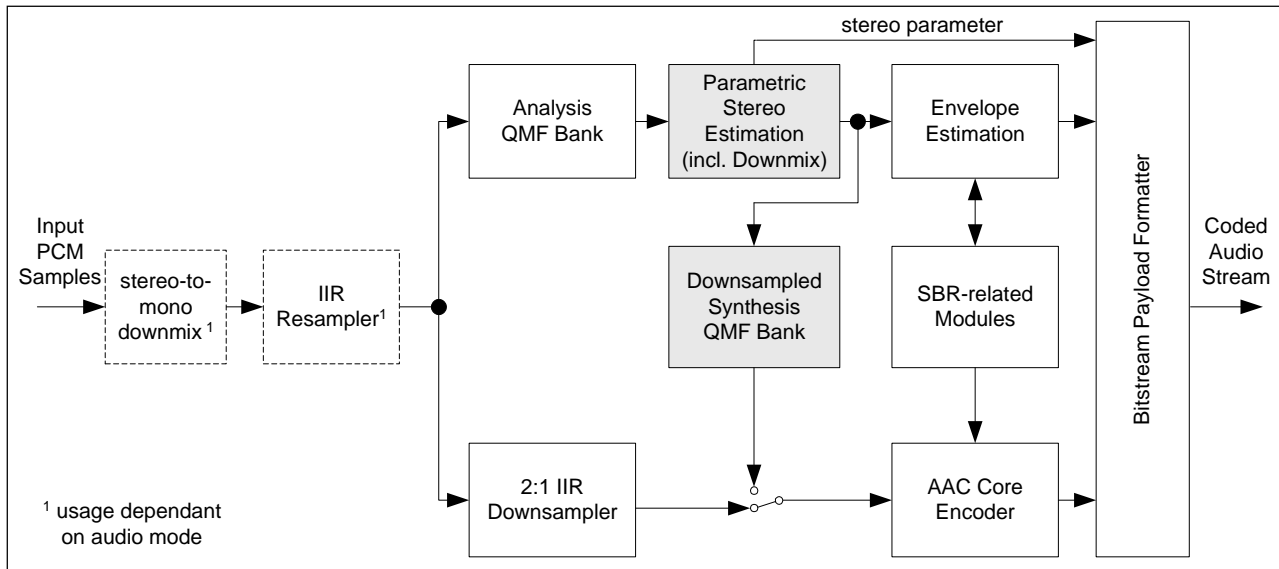 stereo parameter
Analysis
QMF Bank
Parametric
Stereo
Estimation
(incl. Downmix)
Envelope
Estimation
Bitstream Payload Formatter
Input
PCM
Samples
stereo-to-
mono
downmix 1
IIR
Resampler1
Downsampled
Synthesis
QMF Bank
SBR-related
Modules
Coded
Audio
Stream
2:1 IIR
Downsampler
AAC Core
Encoder
1 usage dependant
on audio mode